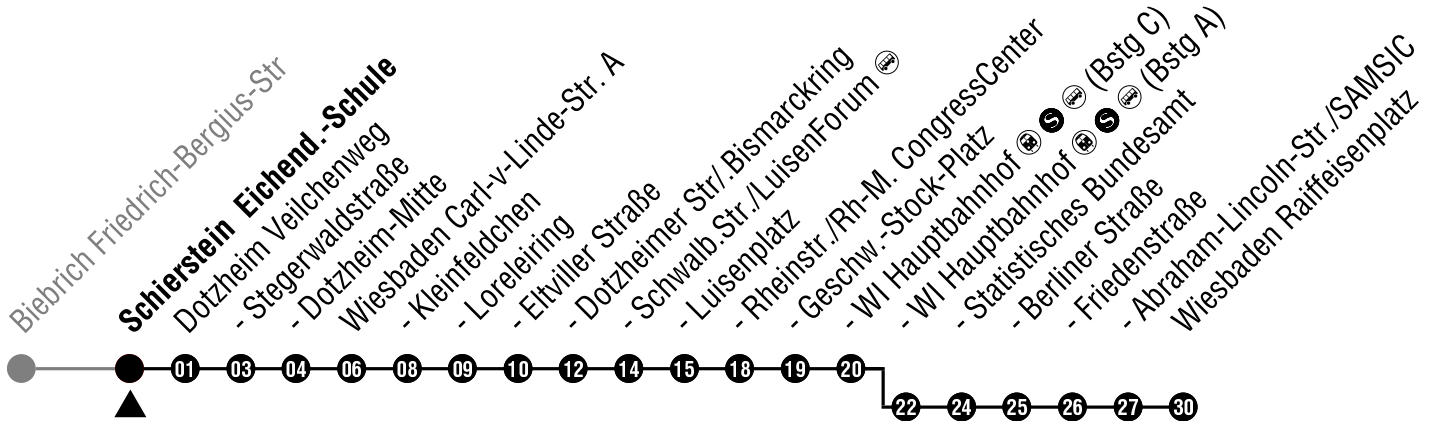 Biebrich Friedrich-Bergius-Str
Schierstein Eichend.-Schule
Dotzheim Veilchenweg
- Stegerwaldstraße
- Dotzheim-Mitte
Wiesbaden Carl-v-Linde-Str. A
- Kleinfeldchen
- Loreleiring
- Eltviller Straße
- Dotzheimer Str/.Bismarckring
- Schwalb.Str./LuisenForum
- Luisenplatz
- Rheinstr./Rh-M. CongressCenter
- Geschw.-Stock-Platz
- WI Hauptbahnhof S (Bstg C)
- WI Hauptbahnhof S (Bstg A)
- Statistisches Bundesamt
- Berliner Straße
- Friedenstraße
- Abraham-Lincoln-Str./SAMSIC
Wiesbaden Raiffeisenplatz
01 03 04 06 08 09 10 12 14 15 18 19 20
22 24 25 26 27 30